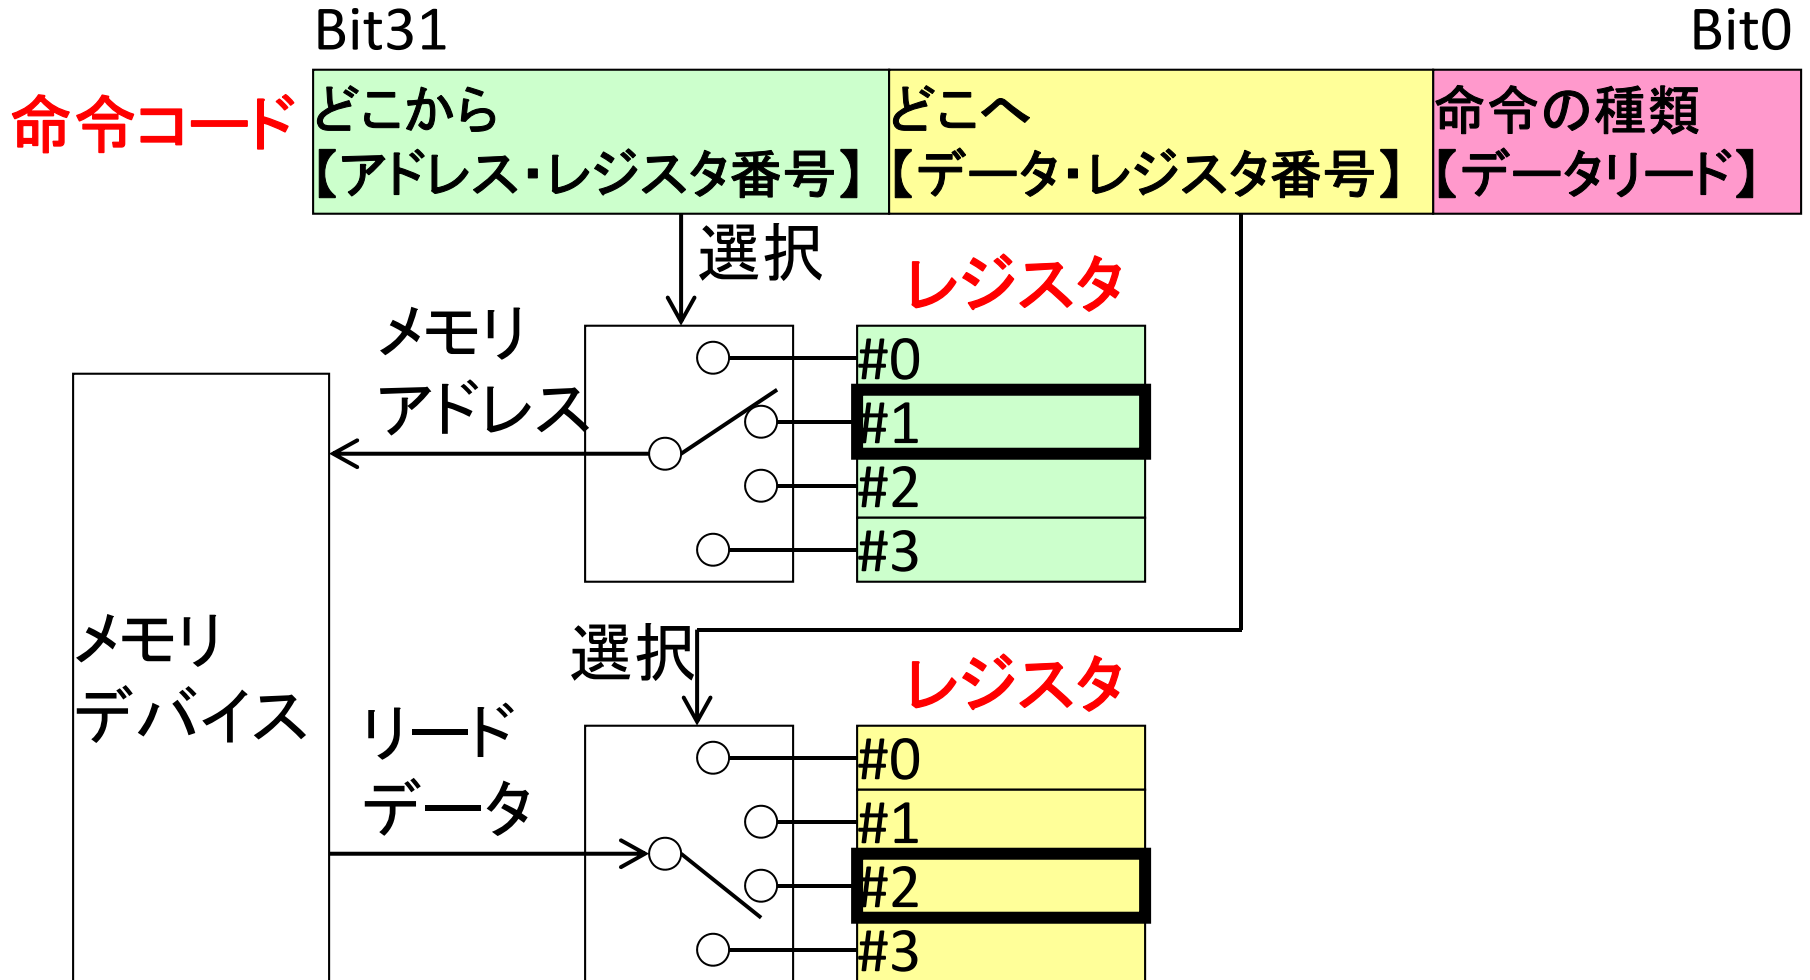 Bit31
Bit0
命令コード
どこから
【アドレス・レジスタ番号】
どこへ
【データ・レジスタ番号】
命令の種類
【データリード】
選択
レジスタ
メモリ
アドレス
#0
#1
#2
#3
選択
レジスタ
メモリ
デバイス
リード
データ
#0
#1
#2
#3